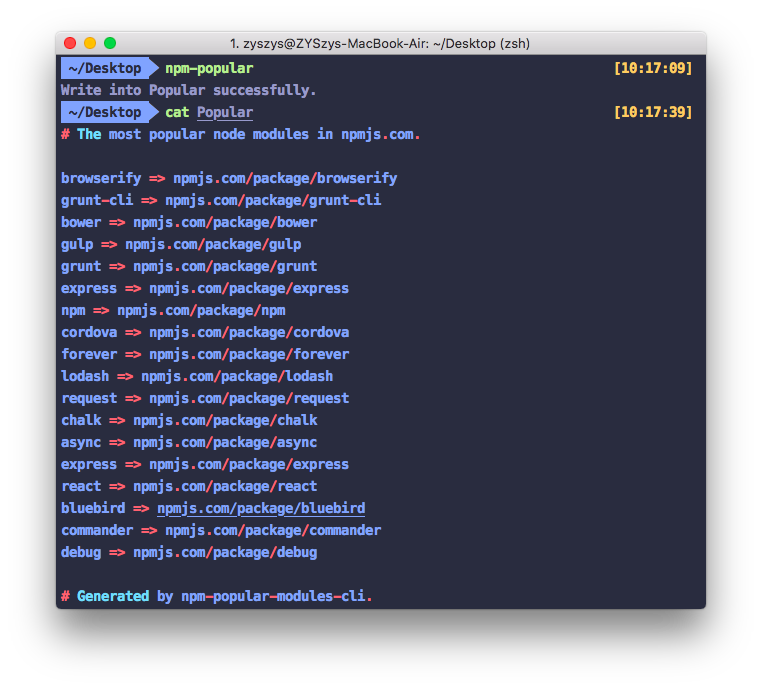 1. zyszys@ZYSzys-MacBook-Air: ~/Desktop (zsh)
~/Desktop npm-popular [10:17:09]
Write into Popular successfully.
~/Desktop cat Popular [10:17:39]
# The most popular node modules in npmjs.com.
browserify => npmjs.com/package/browserify
grunt-cli => npmjs.com/package/grunt-cli
bower => npmjs.com/package/bower
gulp => npmjs.com/package/gulp
grunt => npmjs.com/package/grunt
express => npmjs.com/package/express
npm => npmjs.com/package/npm
cordova => npmjs.com/package/cordova
forever => npmjs.com/package/forever
lodash => npmjs.com/package/lodash
request => npmjs.com/package/request
chalk => npmjs.com/package/chalk
async => npmjs.com/package/async
express => npmjs.com/package/express
react => npmjs.com/package/react
bluebird => npmjs.com/package/bluebird
commander => npmjs.com/package/commander
debug => npmjs.com/package/debug
# Generated by npm-popular-modules-cli.